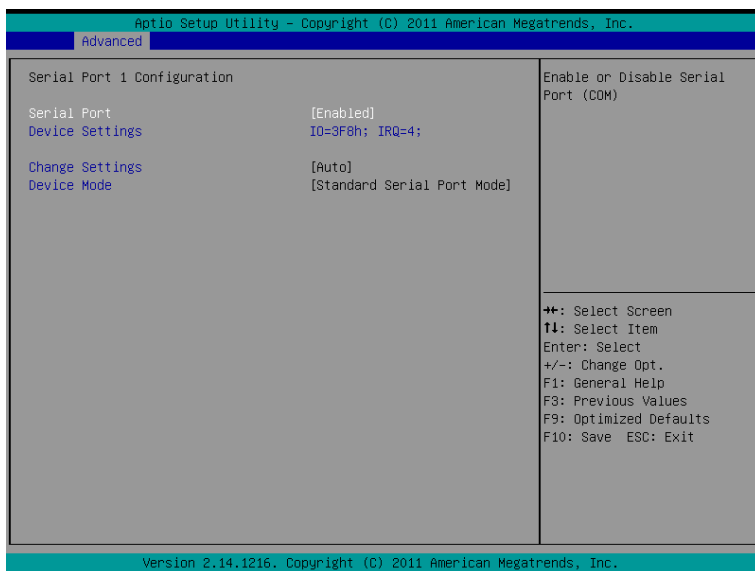 Aptio Setup Utility – Copyright (C) 2011 American Megatrends, Inc.
Advanced
Serial Port 1 Configuration
Serial Port [Enabled]
Device Settings IO=3F8h; IRQ=4;
Change Settings [Auto]
Device Mode [Standard Serial Port Mode]
Enable or Disable Serial
Port (COM)
→←: Select Screen
↑↓: Select Item
Enter: Select
+/-: Change Opt.
F1: General Help
F3: Previous Values
F9: Optimized Defaults
F10: Save ESC: Exit
Version 2.14.1216. Copyright (C) 2011 American Megatrends, Inc.